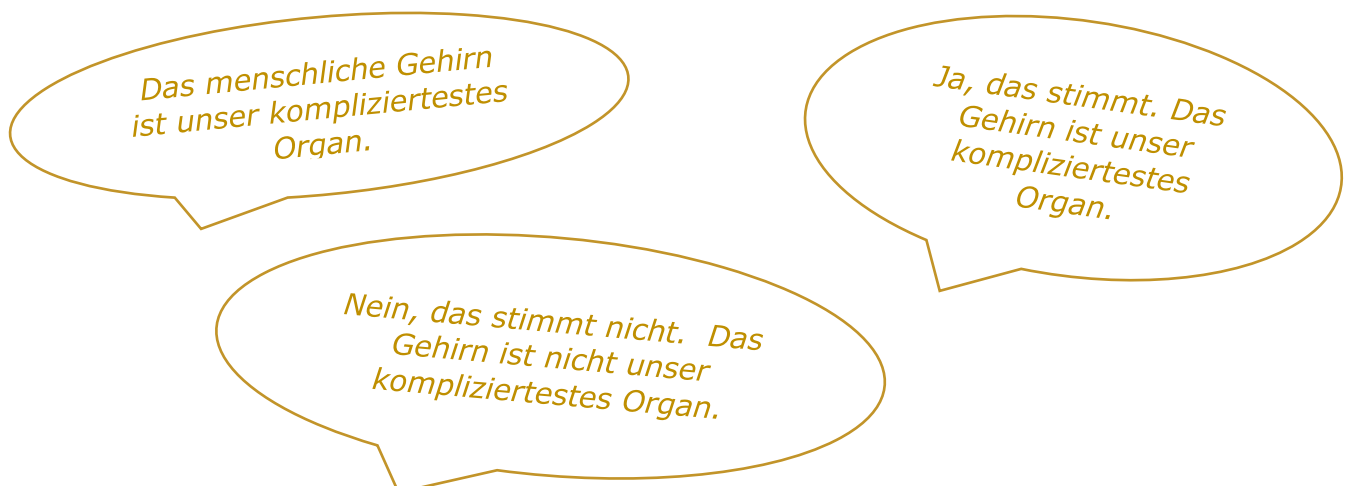 Das menschliche Gehirn
ist unser kompliziertestes
Organ.
Ja, das stimmt. Das
Gehirn ist unser
kompliziertestes
Organ.
Nein, das stimmt nicht.  Das
Gehirn ist nicht unser
kompliziertestes Organ.